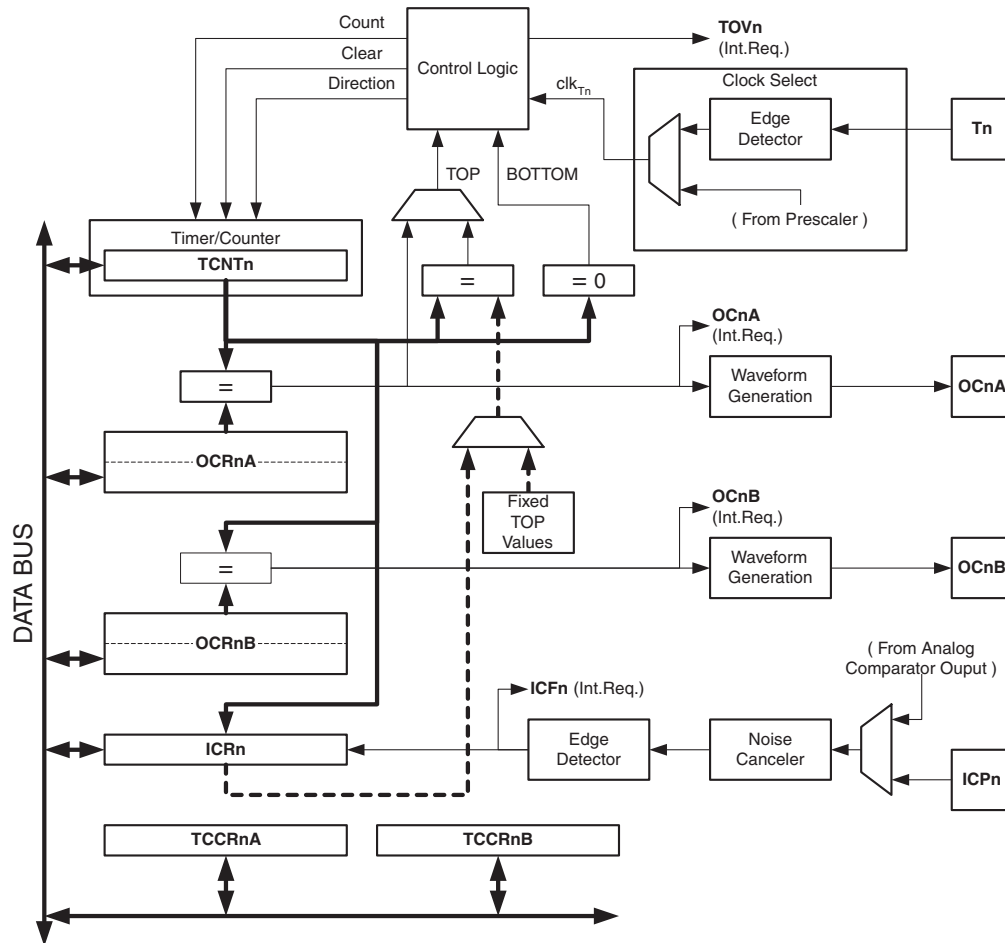 Count
Clear
Direction
Control Logic
TOVn
(Int.Req.)
clkTn
Clock Select
Edge
Detector
Tn
( From Prescaler )
TOP
BOTTOM
Timer/Counter
TCNTn
=
= 0
OCnA
(Int.Req.)
=
Waveform
Generation
OCnA
OCRnA
Fixed
TOP
Values
OCnB
(Int.Req.)
=
Waveform
Generation
OCnB
OCRnB
DATA BUS
( From Analog
Comparator Ouput )
ICFn (Int.Req.)
ICRn
Edge
Detector
Noise
Canceler
ICPn
TCCRnA
TCCRnB